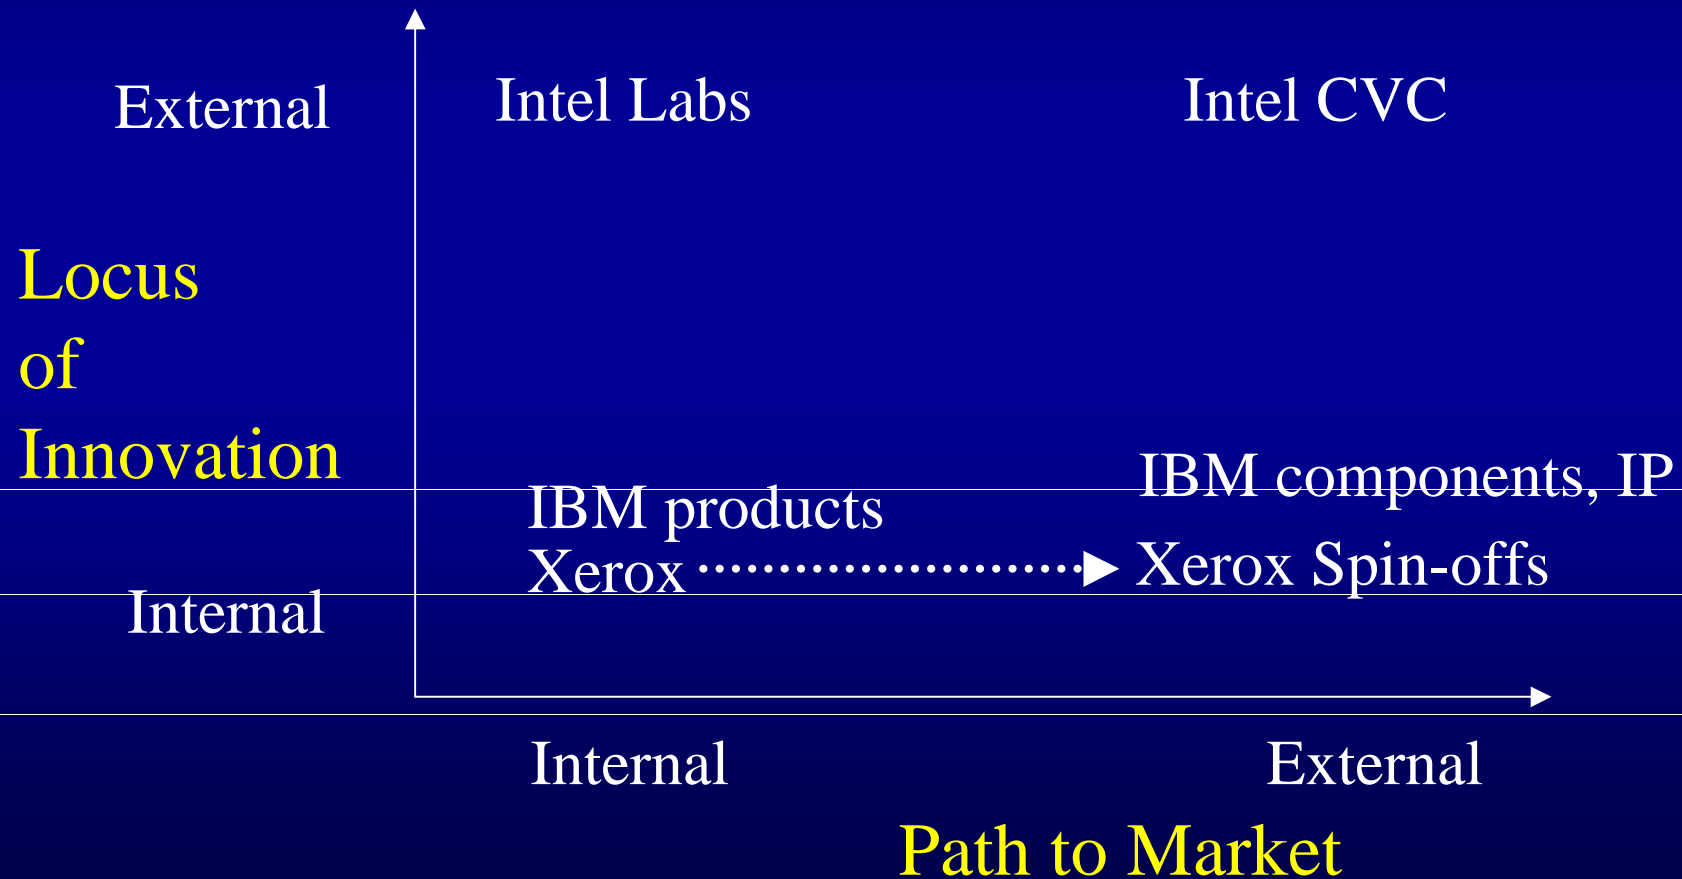 External
Intel Labs
Intel CVC
Locus
of
Innovation
IBM products
IBM components, IP
Xerox
Xerox Spin-offs
Internal
Internal
External
Path to Market